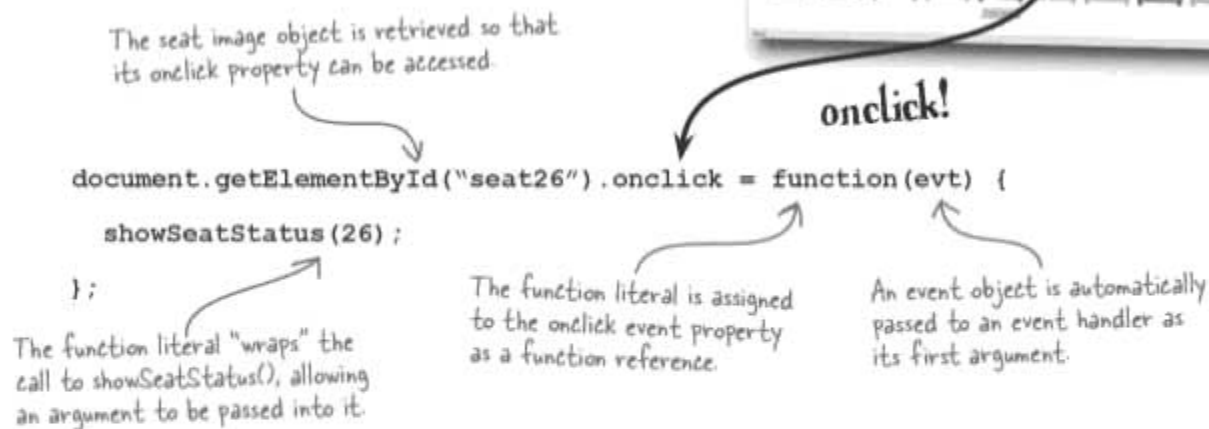 The seat image object is retrieved so that
its onclick property can be accessed.
onclick!
document.getElementById("seat26").onclick = function(evt) {
showSeatStatus(26);
};
The function literal "wraps" the
call to showSeatStatus(), allowing
an argument to be passed into it.
The function literal is assigned
to the onclick event property
as a function reference.
An event object is automatically
passed to an event handler as
its first argument.